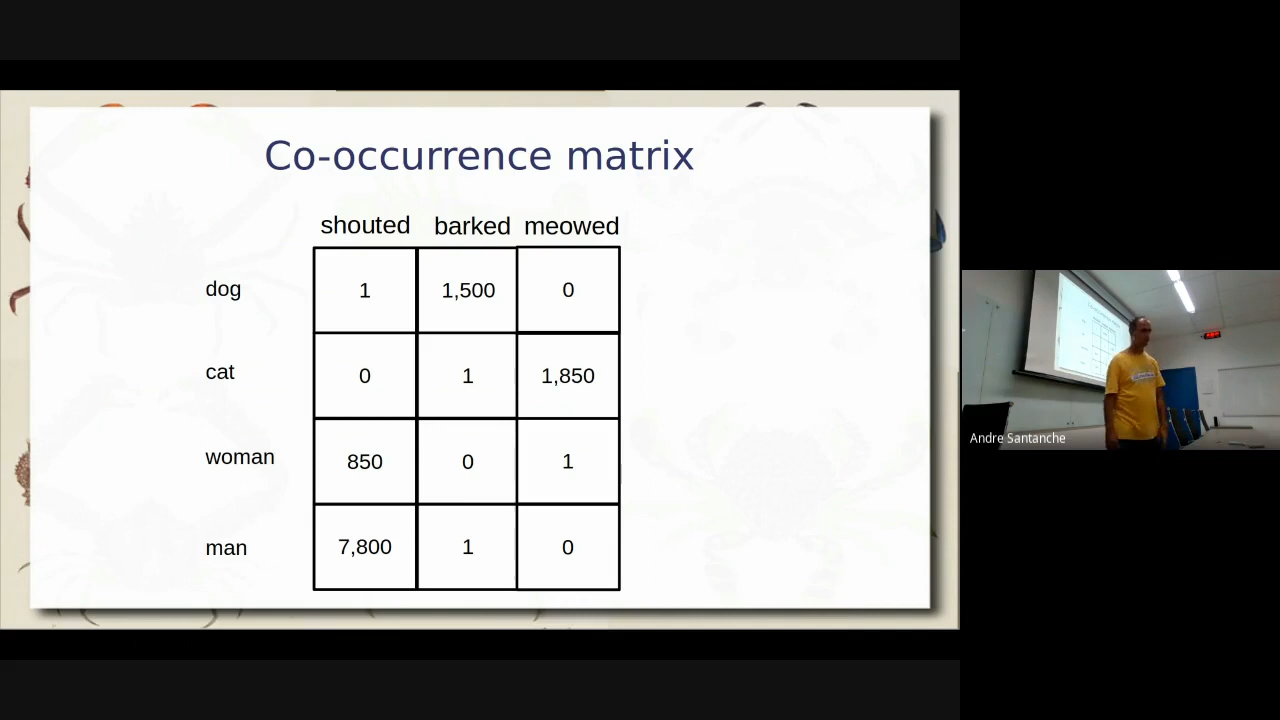 Co-occurrence matrix
shouted barked meowed
dog 1 1,500 0
cat 0 1 1,850
woman 850 0 1
man 7,800 1 0
Andre Santanche